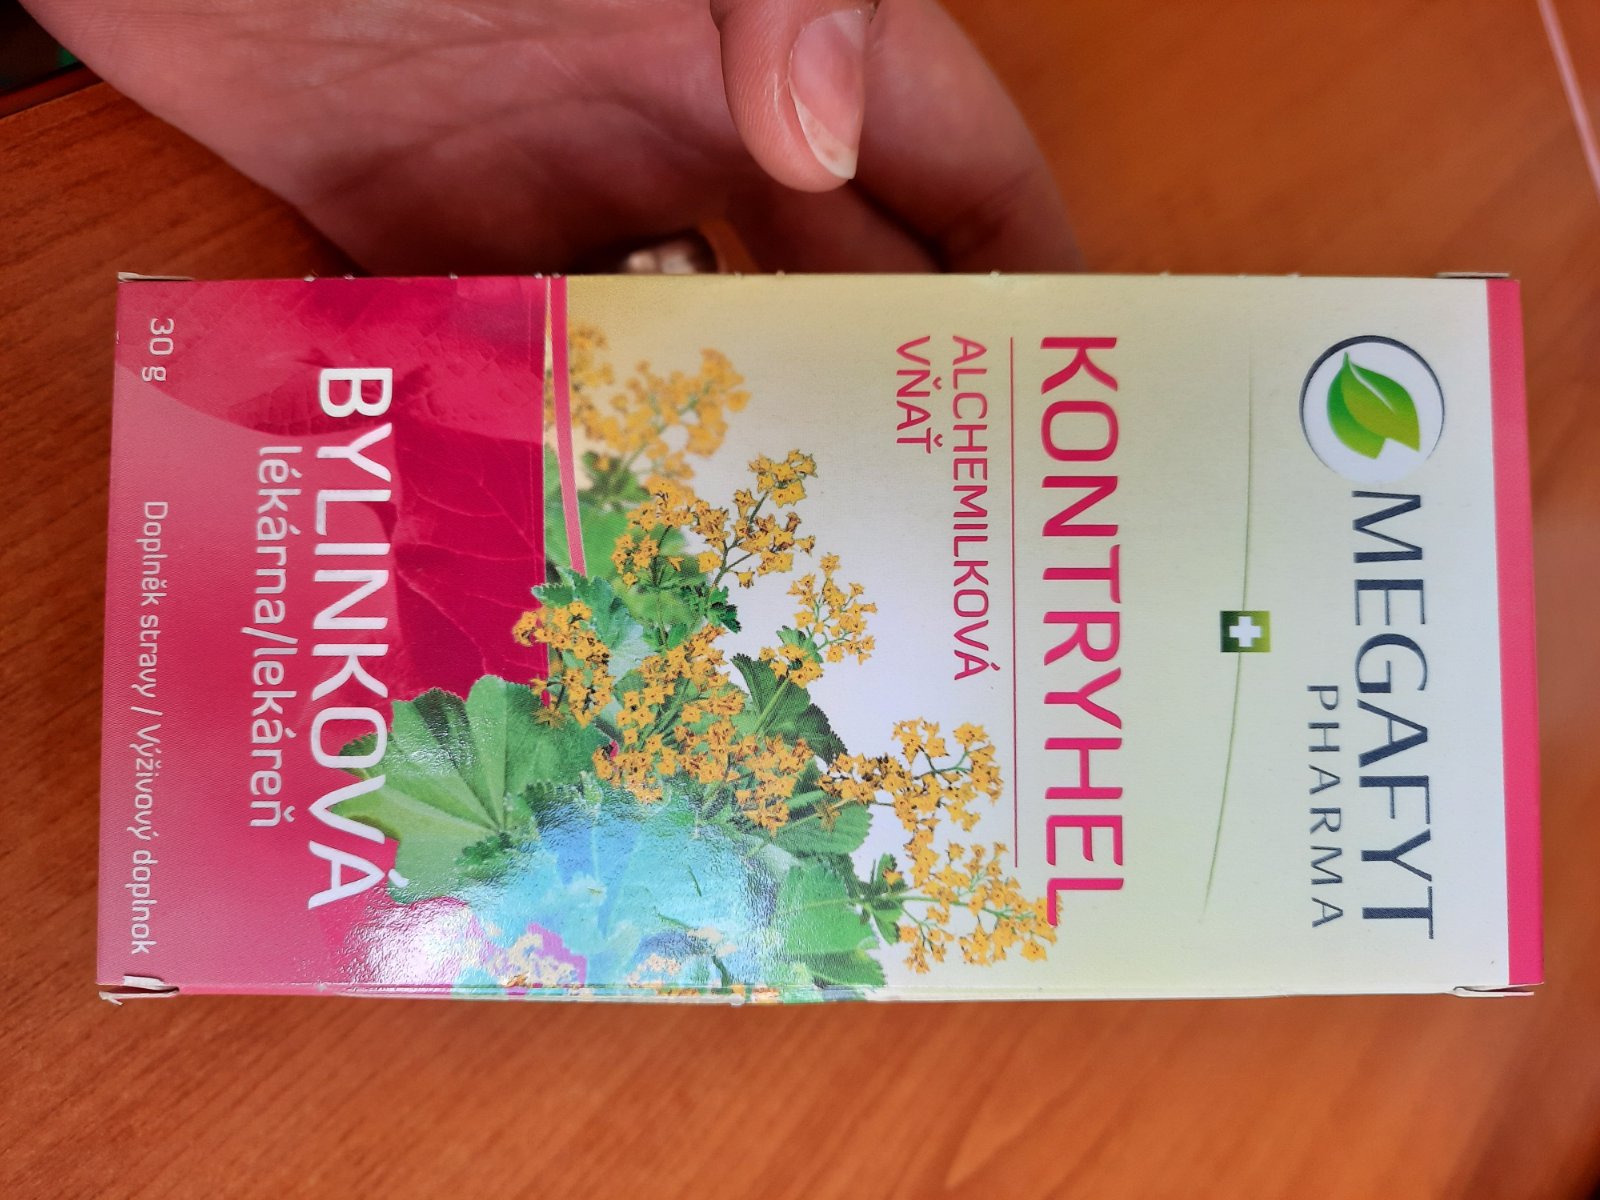 MEGAFYT
PHARMA
KONTRYHEL
ALCHEMILKOVÁ
VŇAŤ
BYLINKOVÁ
lékárna/lekáreň
30 g
Doplněk stravy / Výživový doplnok